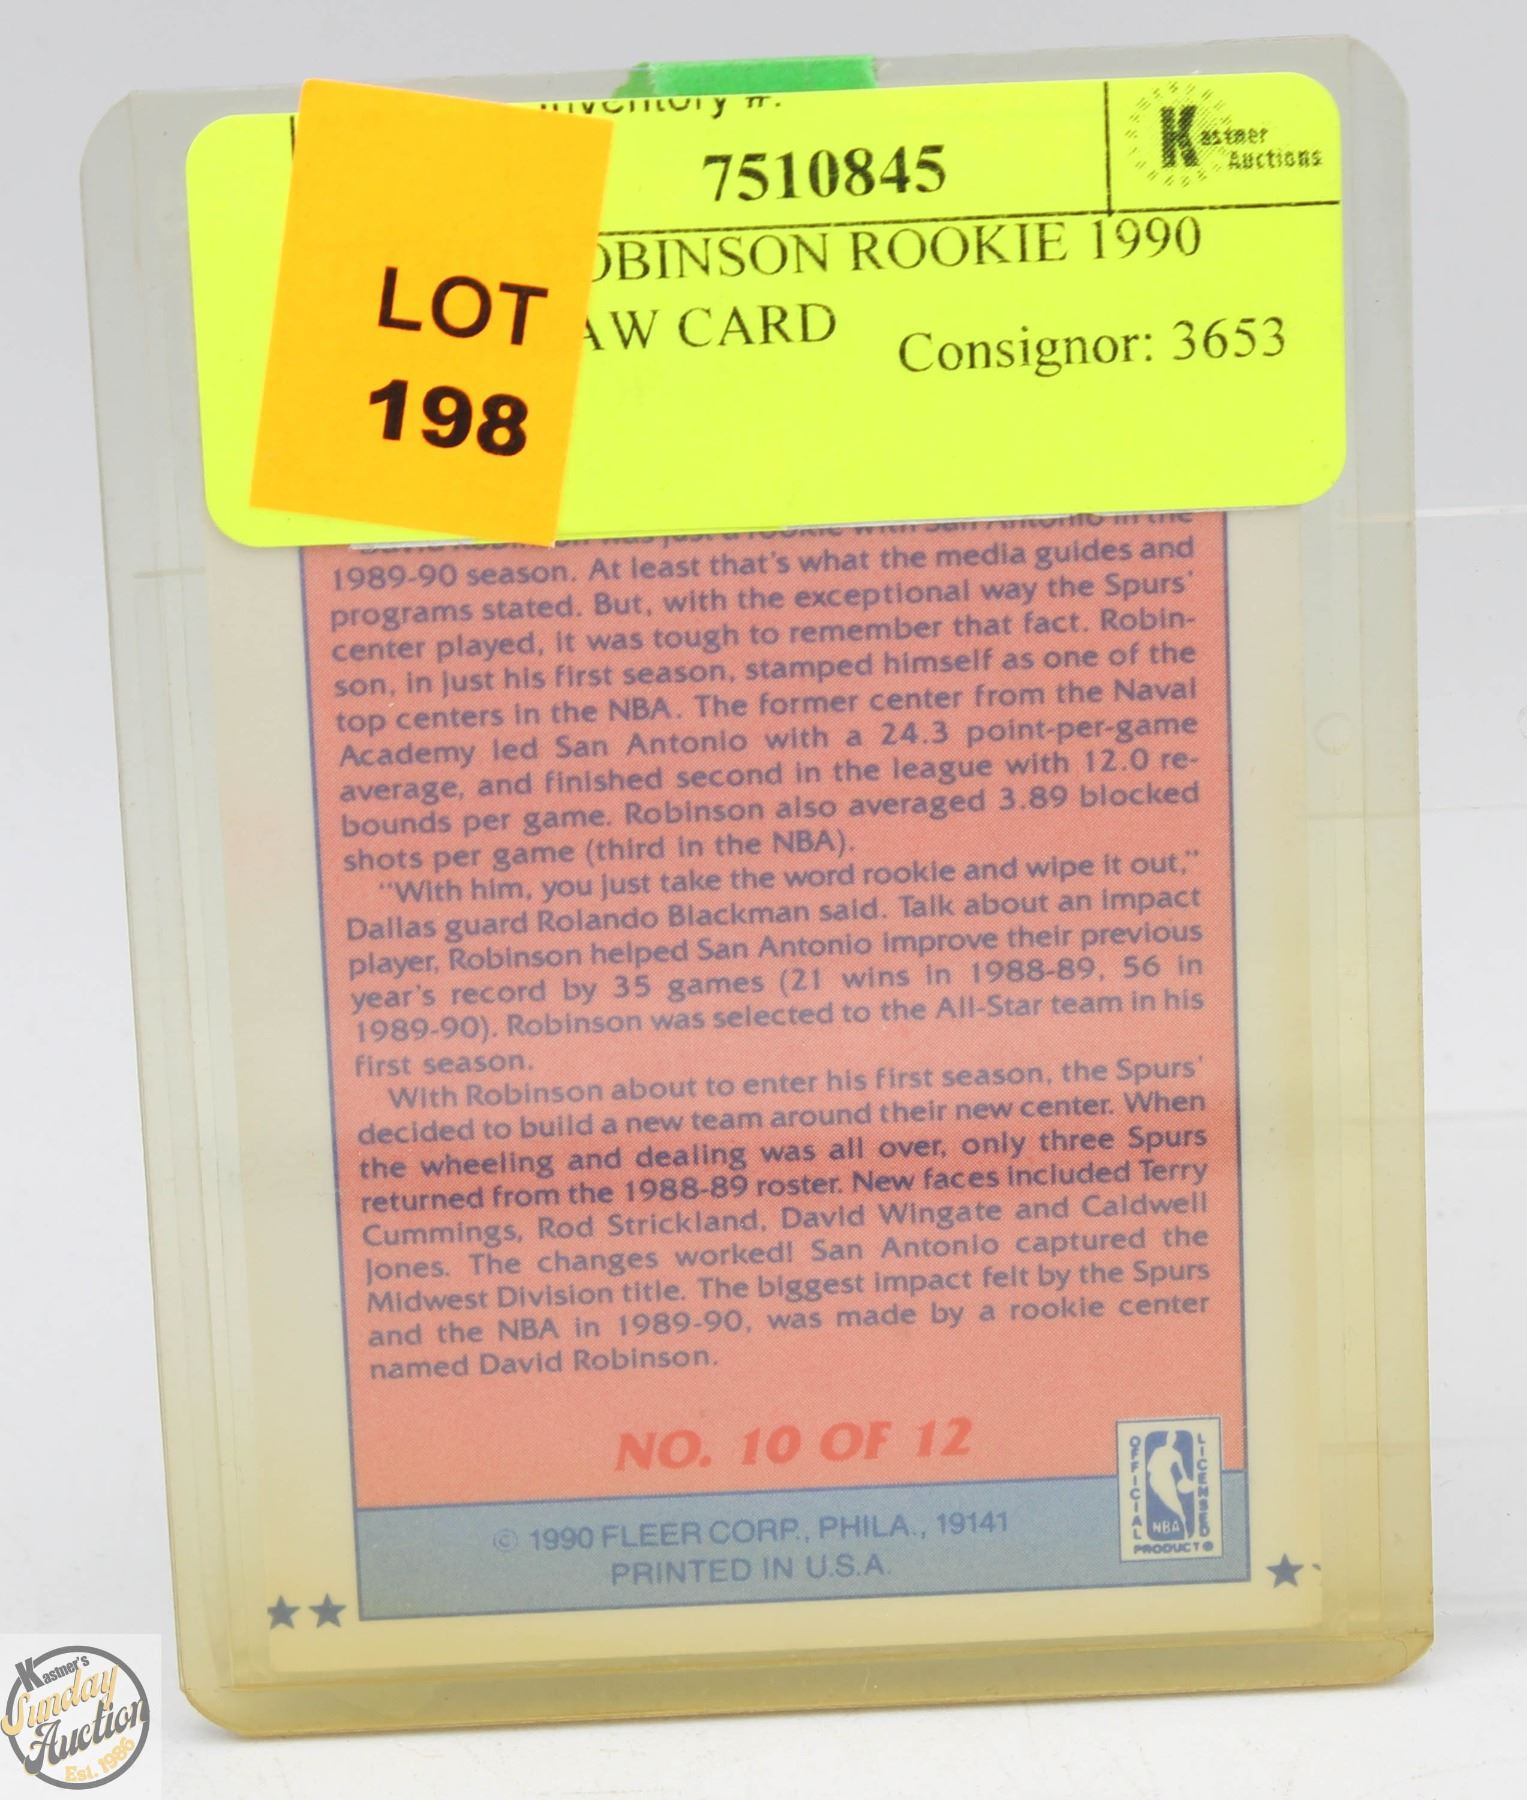 Inventory #:
7510845
Kastner
Auctions
OBINSON ROOKIE 1990
AW CARD
Consignor: 3653
LOT
198
was just a rookie with San Antonio in the
1989-90 season. At least that's what the media guides and
programs stated. But, with the exceptional way the Spurs'
center played, it was tough to remember that fact. Robin-
son, in just his first season, stamped himself as one of the
top centers in the NBA. The former center from the Naval
Academy led San Antonio with a 24.3 point-per-game
average, and finished second in the league with 12.0 re-
bounds per game. Robinson also averaged 3.89 blocked
shots per game (third in the NBA).
"With him, you just take the word rookie and wipe it out,"
Dallas guard Rolando Blackman said. Talk about an impact
player, Robinson helped San Antonio improve their previous
year's record by 35 games (21 wins in 1988-89, 56 in
1989-90). Robinson was selected to the All-Star team in his
first season.
With Robinson about to enter his first season, the Spurs'
decided to build a new team around their new center. When
the wheeling and dealing was all over, only three Spurs
returned from the 1988-89 roster. New faces included Terry
Cummings, Rod Strickland, David Wingate and Caldwell
Jones. The changes worked! San Antonio captured the
Midwest Division title. The biggest impact felt by the Spurs
and the NBA in 1989-90, was made by a rookie center
named David Robinson.
NO. 10 OF 12
OFFICIAL
LICENSED
NBA
PRODUCT®
© 1990 FLEER CORP., PHILA., 19141
PRINTED IN U.S.A.
Kastner's
Sunday
Auction
Est. 1986